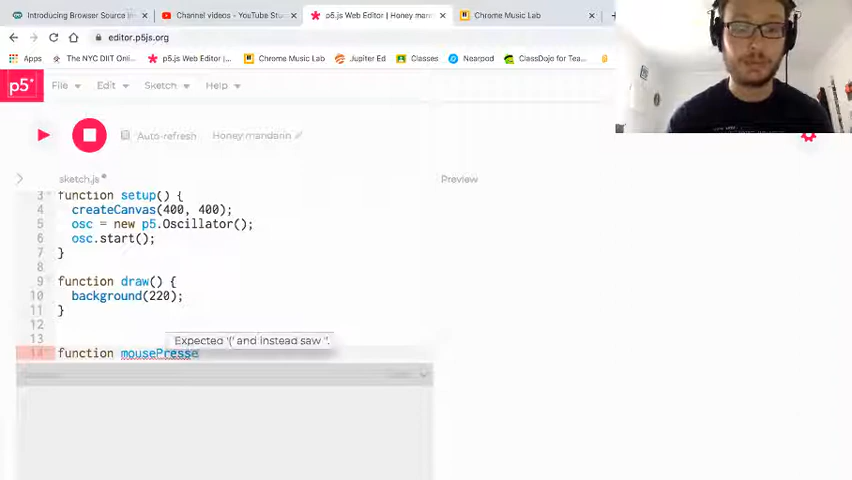 Introducing Browser Source in
Channel videos - YouTube Stu
p5.js Web Editor | Honey man
Chrome Music Lab
editor.p5js.org
Apps
The NYC DIIT Onli...
p5.js Web Editor |...
Chrome Music Lab
Jupiter Ed
Classes
Nearpod
ClassDojo for Tea...
p5*
File
Edit
Sketch
Help
Auto-refresh
Honey mandarin
sketch.js
Preview
3 function setup() {
4 createCanvas(400, 400);
5 osc = new p5.Oscillator();
6 osc.start();
7 }
8
9 function draw() {
10 background(220);
11 }
12
13
Expected '(' and instead saw ''.
14 function mousePresse